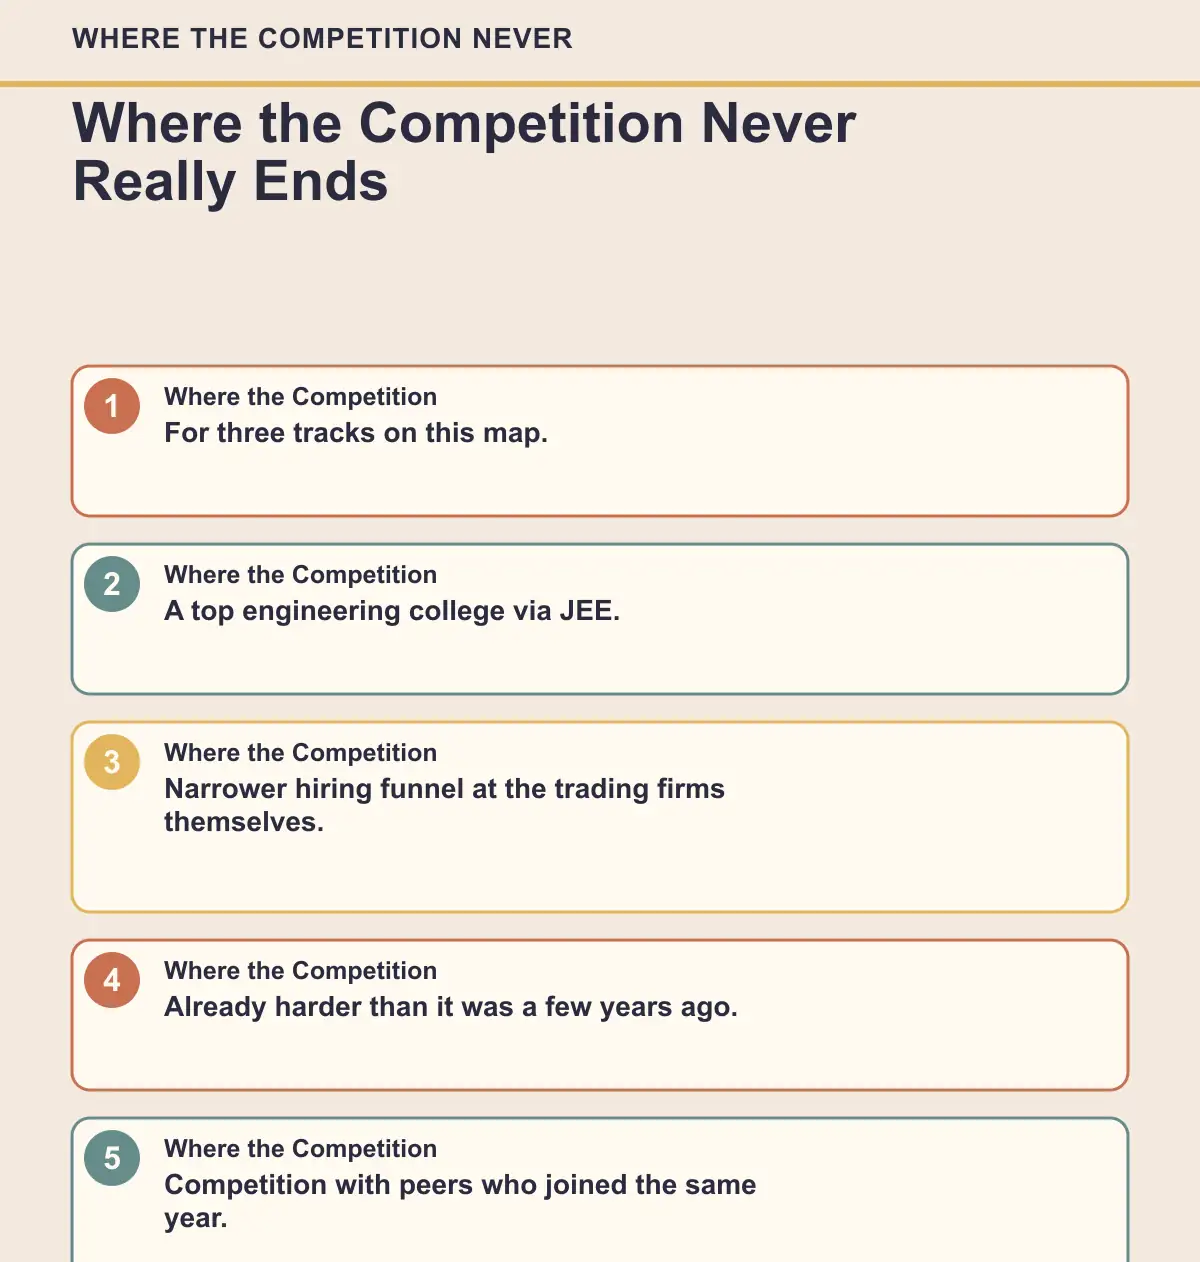 WHERE THE COMPETITION NEVER
Where the Competition Never
Really Ends
1
Where the Competition
For three tracks on this map.
2
Where the Competition
A top engineering college via JEE.
3
Where the Competition
Narrower hiring funnel at the trading firms
themselves.
4
Where the Competition
Already harder than it was a few years ago.
5
Where the Competition
Competition with peers who joined the same
year.